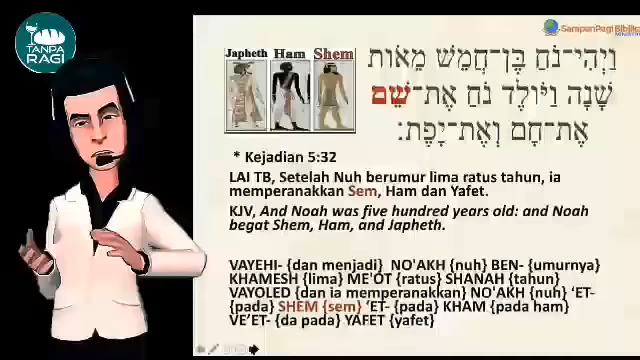 TANPA
RAGI
SarapanPagi Biblika
Japheth Ham Shem
וַיְהִי־נֹחַ בֶּן־חֲמֵשׁ מֵאוֹת
שָׁנָה וַיּוֹלֶד נֹחַ אֶת־שֵׁם
אֶת־חָם וְאֶת־יָפֶת׃
* Kejadian 5:32
LAI TB, Setelah Nuh berumur lima ratus tahun, ia
memperanakkan Sem, Ham dan Yafet.
KJV, And Noah was five hundred years old: and Noah
begat Shem, Ham, and Japheth.
VAYEHI- {dan menjadi} NO'AKH {nuh} BEN- {umurnya}
KHAMESH {lima} ME'OT {ratus} SHANAH {tahun}
VAYOLED {dan ia memperanakkan} NO'AKH {nuh} 'ET-
{pada} SHEM {sem} 'ET- {pada} KHAM {pada ham}
VE'ET- {da pada} YAFET {yafet}